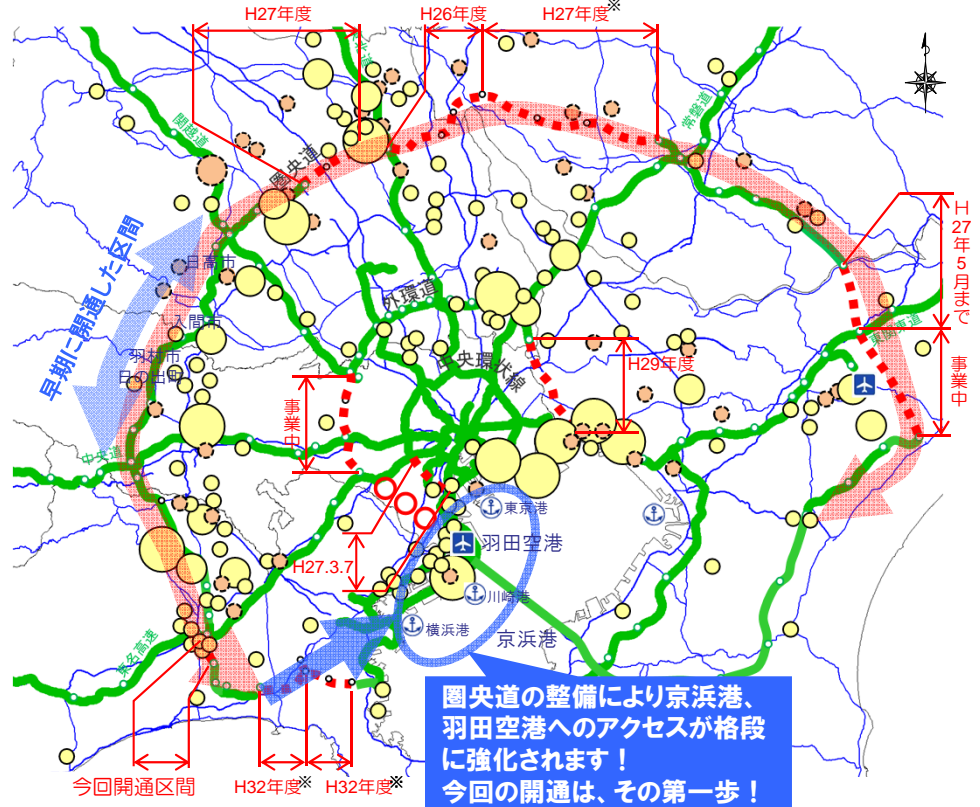 H27年度
H26年度
H27年度※
東北道
関越道
常磐道
圏央道
H27年5月まで
早期に開通した区間
日高市
外環道
入間市
東関東道
羽村市
中央環状線
日の出町
H29年度
事業中
事業中
中央道
東京港
羽田空港
H27.3.7
川崎港
横浜港
京浜港
東名高速
圏央道の整備により京浜港、
羽田空港へのアクセスが格段
に強化されます！
今回の開通は、その第一歩！
今回開通区間
H32年度※
H32年度※